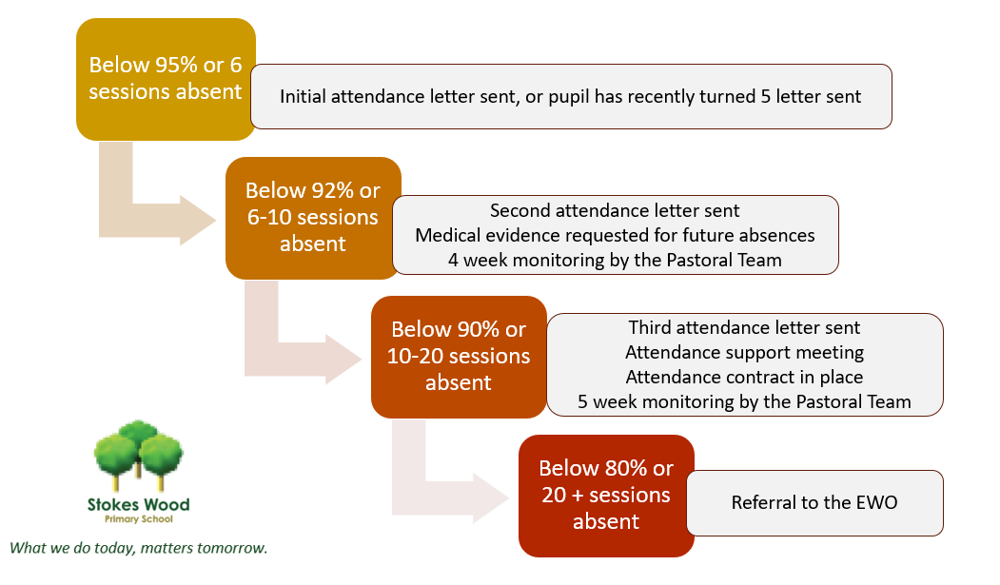 Below 95% or 6
sessions absent
Initial attendance letter sent, or pupil has recently turned 5 letter sent
Below 92% or
6-10 sessions
absent
Second attendance letter sent
Medical evidence requested for future absences
4 week monitoring by the Pastoral Team
Below 90% or
10-20 sessions
absent
Third attendance letter sent
Attendance support meeting
Attendance contract in place
5 week monitoring by the Pastoral Team
Below 80% or
20 + sessions
absent
Referral to the EWO
Stokes Wood
Primary School
What we do today, matters tomorrow.